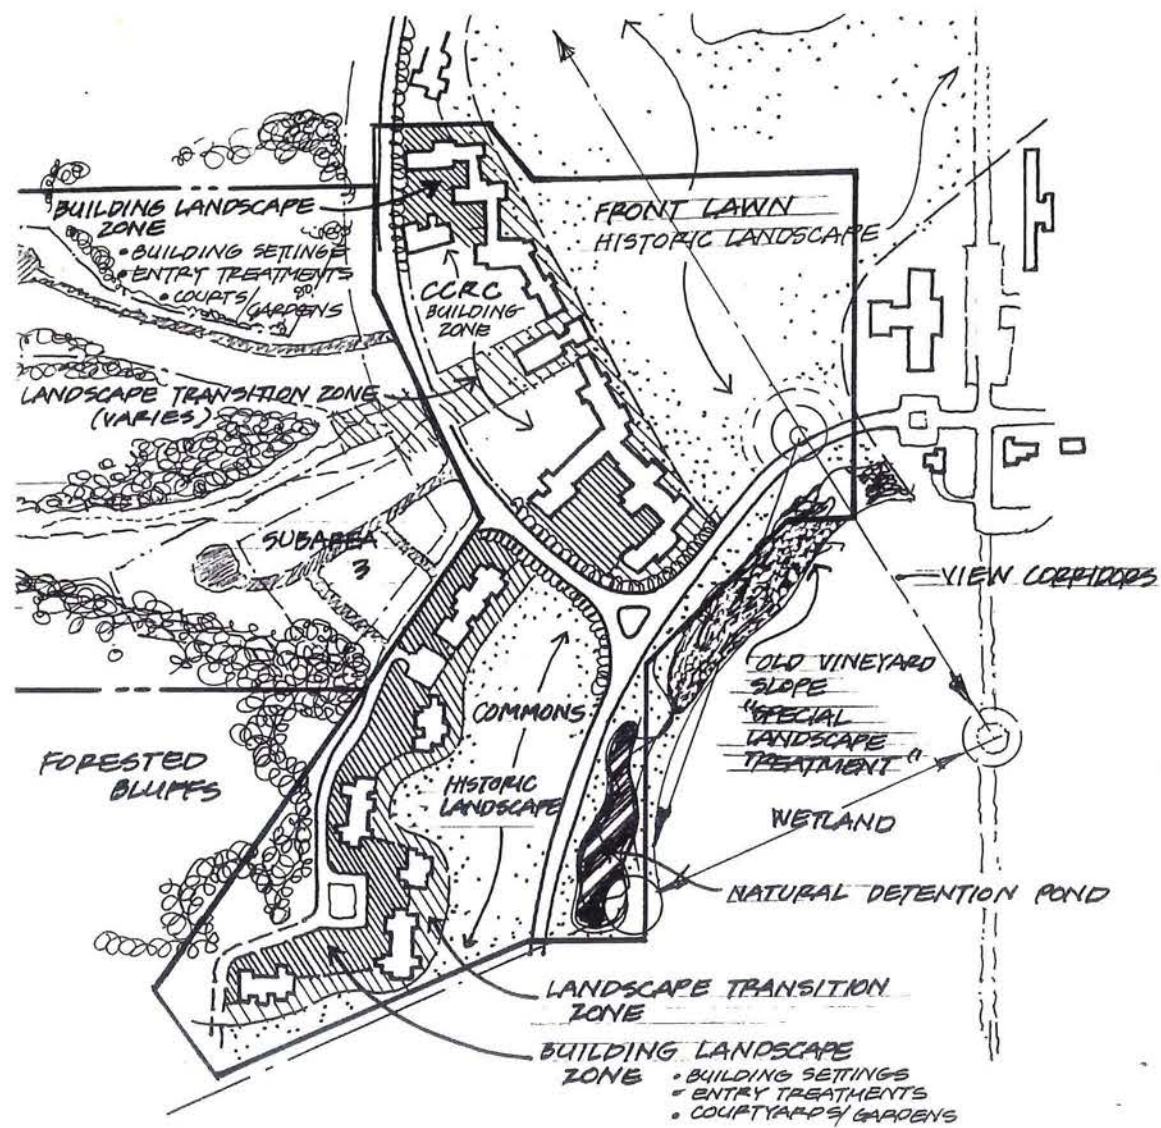 BUILDING LANDSCAPE
ZONE
• BUILDING SETTINGS
• ENTRY TREATMENTS
• COURTS/
GARDENS
FRONT LAWN
HISTORIC LANDSCAPE
CCRC
BUILDING
ZONE
LANDSCAPE TRANSITION ZONE
(VARIES)
SUBAREA
3
VIEW CORRIDORS
OLD VINEYARD
SLOPE
"SPECIAL
LANDSCAPE
TREATMENT"
COMMONS
FORESTED
BLUFFS
HISTORIC
LANDSCAPE
WETLAND
NATURAL DETENTION POND
LANDSCAPE TRANSITION
ZONE
BUILDING LANDSCAPE
ZONE
• BUILDING SETTINGS
• ENTRY TREATMENTS
• COURTYARDS/GARDENS